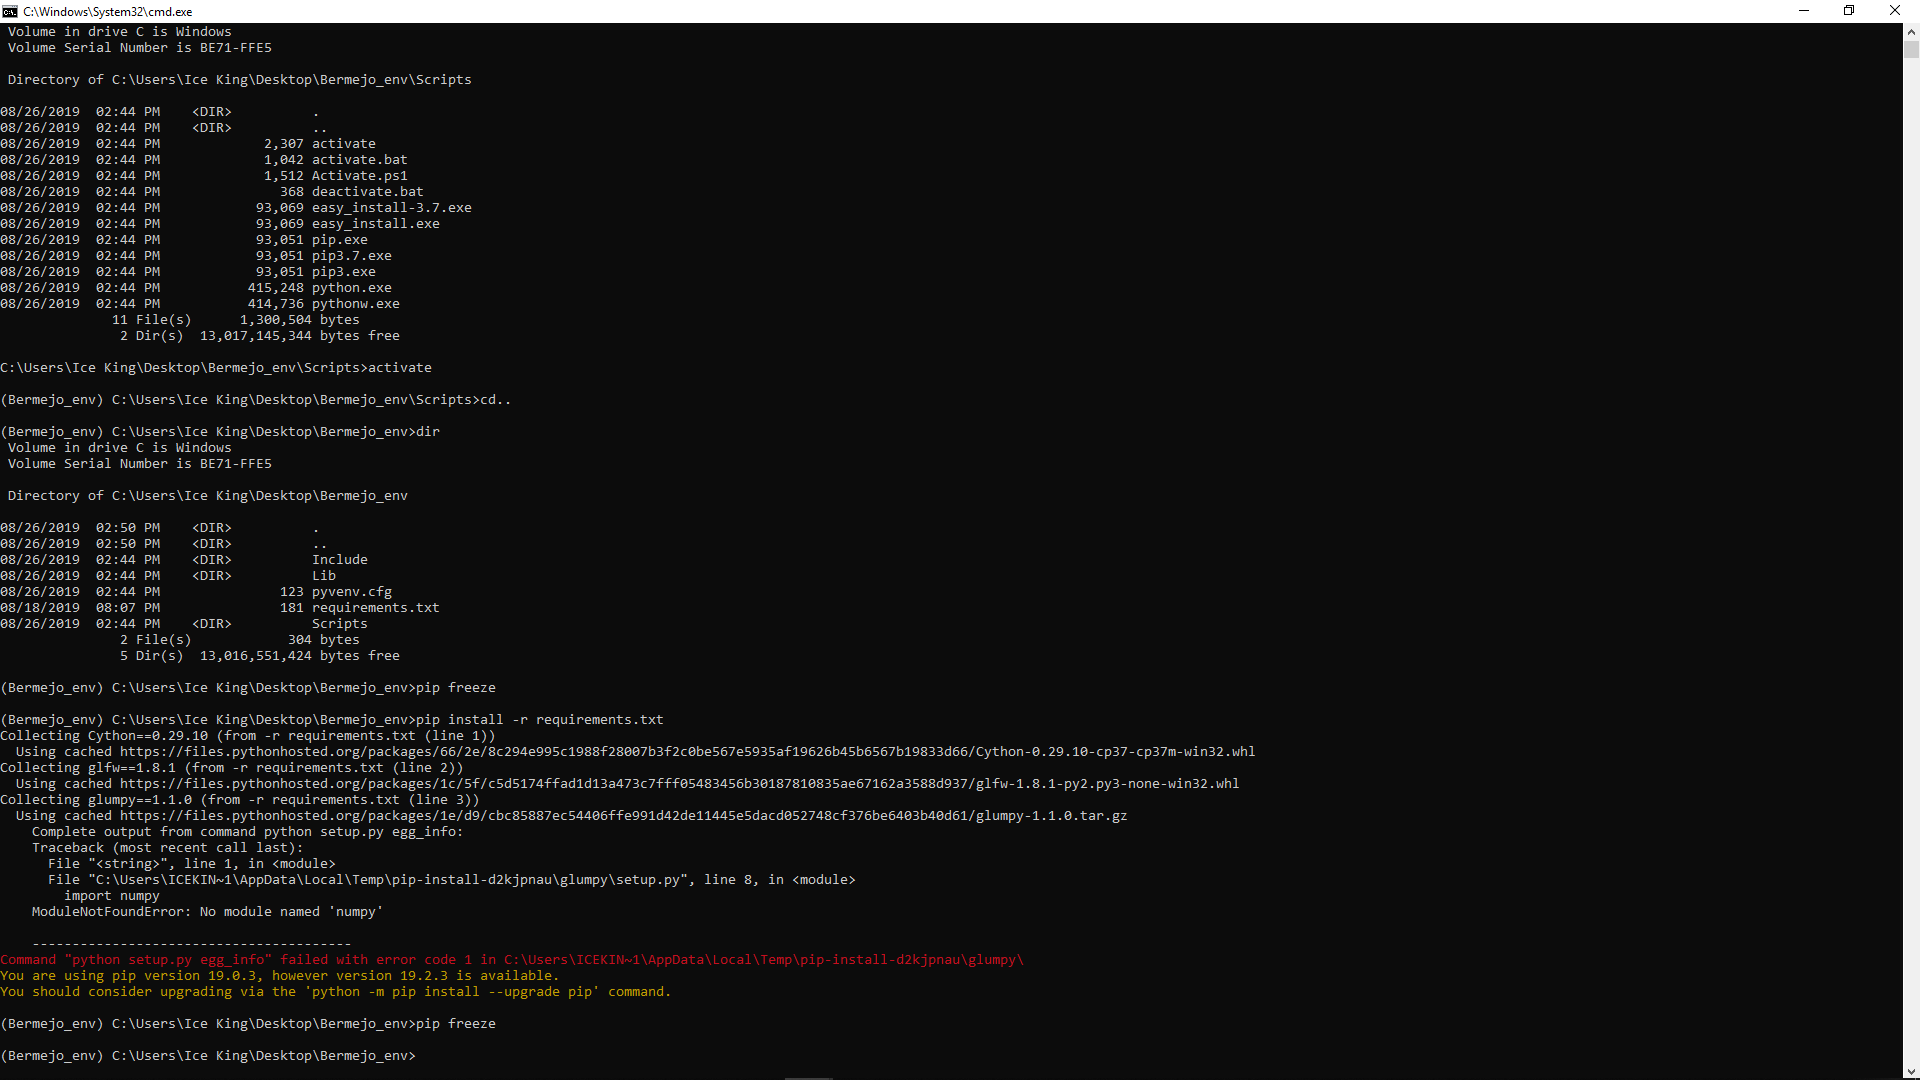 C:\Windows\System32\cmd.exe
Volume in drive C is Windows
Volume Serial Number is BE71-FFE5
Directory of C:\Users\Ice King\Desktop\Bermejo_env\Scripts
08/26/2019  02:44 PM    <DIR>          .
08/26/2019  02:44 PM    <DIR>          ..
08/26/2019  02:44 PM             2,307 activate
08/26/2019  02:44 PM             1,042 activate.bat
08/26/2019  02:44 PM             1,512 Activate.ps1
08/26/2019  02:44 PM               368 deactivate.bat
08/26/2019  02:44 PM            93,069 easy_install-3.7.exe
08/26/2019  02:44 PM            93,069 easy_install.exe
08/26/2019  02:44 PM            93,051 pip.exe
08/26/2019  02:44 PM            93,051 pip3.7.exe
08/26/2019  02:44 PM            93,051 pip3.exe
08/26/2019  02:44 PM           415,248 python.exe
08/26/2019  02:44 PM           414,736 pythonw.exe
11 File(s)      1,300,504 bytes
2 Dir(s)  13,017,145,344 bytes free
C:\Users\Ice King\Desktop\Bermejo_env\Scripts>activate
(Bermejo_env) C:\Users\Ice King\Desktop\Bermejo_env\Scripts>cd..
(Bermejo_env) C:\Users\Ice King\Desktop\Bermejo_env>dir
Volume in drive C is Windows
Volume Serial Number is BE71-FFE5
Directory of C:\Users\Ice King\Desktop\Bermejo_env
08/26/2019  02:50 PM    <DIR>          .
08/26/2019  02:50 PM    <DIR>          ..
08/26/2019  02:44 PM    <DIR>          Include
08/26/2019  02:44 PM    <DIR>          Lib
08/26/2019  02:44 PM               123 pyvenv.cfg
08/18/2019  08:07 PM               181 requirements.txt
08/26/2019  02:44 PM    <DIR>          Scripts
2 File(s)            304 bytes
5 Dir(s)  13,016,551,424 bytes free
(Bermejo_env) C:\Users\Ice King\Desktop\Bermejo_env>pip freeze
(Bermejo_env) C:\Users\Ice King\Desktop\Bermejo_env>pip install -r requirements.txt
Collecting Cython==0.29.10 (from -r requirements.txt (line 1))
Using cached https://files.pythonhosted.org/packages/66/2e/8c294e995c1988f28007b3f2c0be567e5935af19626b45b6567b19833d66/Cython-0.29.10-cp37-cp37m-win32.whl
Collecting glfw==1.8.1 (from -r requirements.txt (line 2))
Using cached https://files.pythonhosted.org/packages/1c/5f/c5d5174ffad1d13a473c7fff05483456b30187810835ae67162a3588d937/glfw-1.8.1-py2.py3-none-win32.whl
Collecting glumpy==1.1.0 (from -r requirements.txt (line 3))
Using cached https://files.pythonhosted.org/packages/1e/d9/cbc85887ec54406ffe991d42de11445e5dacd052748cf376be6403b40d61/glumpy-1.1.0.tar.gz
Complete output from command python setup.py egg_info:
Traceback (most recent call last):
File "<string>", line 1, in <module>
File "C:\Users\ICEKIN~1\AppData\Local\Temp\pip-install-d2kjpnau\glumpy\setup.py", line 8, in <module>
import numpy
ModuleNotFoundError: No module named 'numpy'
----------------------------------------
Command "python setup.py egg_info" failed with error code 1 in C:\Users\ICEKIN~1\AppData\Local\Temp\pip-install-d2kjpnau\glumpy\
You are using pip version 19.0.3, however version 19.2.3 is available.
You should consider upgrading via the 'python -m pip install --upgrade pip' command.
(Bermejo_env) C:\Users\Ice King\Desktop\Bermejo_env>pip freeze
(Bermejo_env) C:\Users\Ice King\Desktop\Bermejo_env>